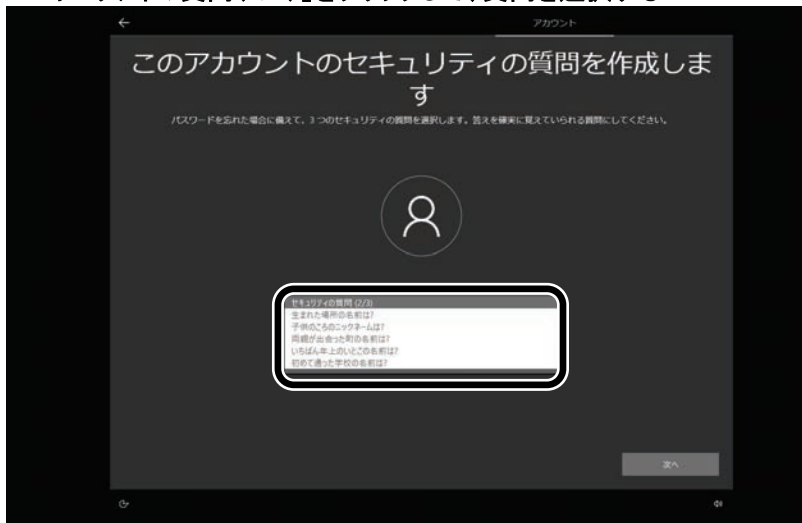 アカウント
このアカウントのセキュリティの質問を作成しま
す
パスワードを忘れた場合に備えて、3 つのセキュリティの質問を選択します。答えを確実に覚えていられる質問にしてください。
セキュリティの質問 (2/3)
生まれた場所の名前は?
子供のころのニックネームは?
両親が出会った町の名前は?
いちばん年上のいとこの名前は?
初めて通った学校の名前は?
次へ